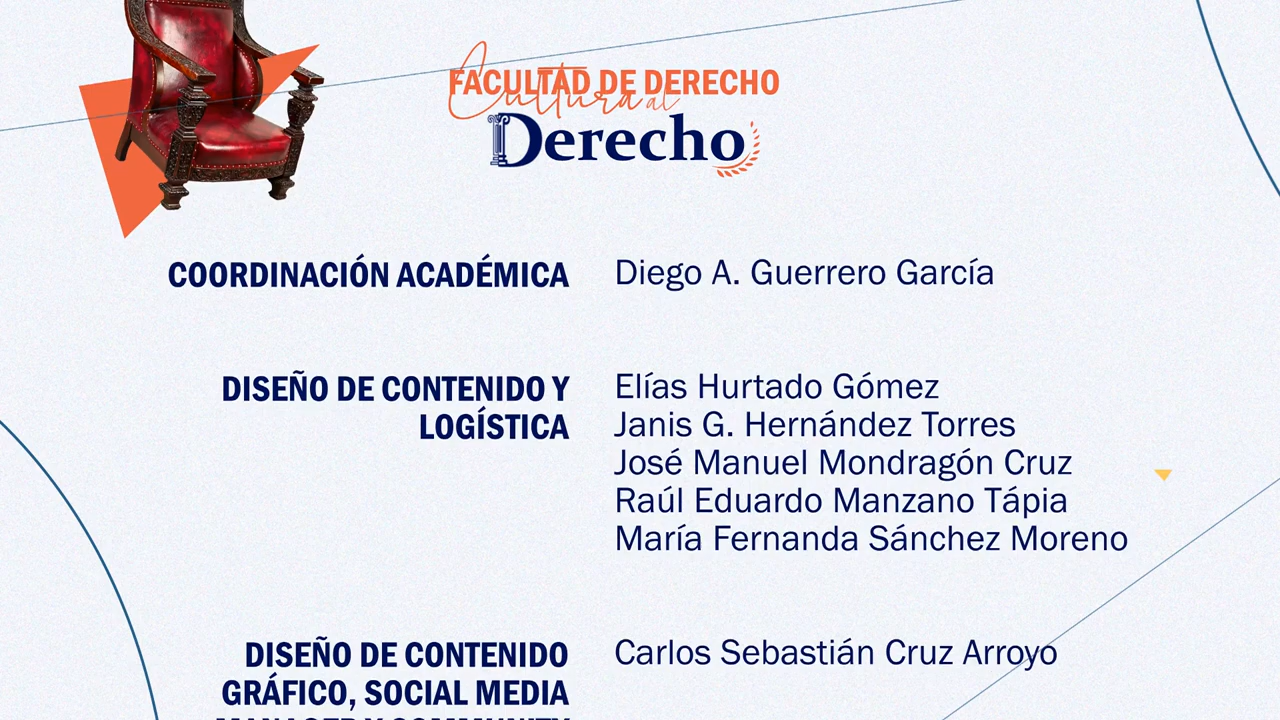 FACULTAD DE DERECHO
Cultura al
Derecho
COORDINACIÓN ACADÉMICA
Diego A. Guerrero García
DISEÑO DE CONTENIDO Y
LOGÍSTICA
Elías Hurtado Gómez
Janis G. Hernández Torres
José Manuel Mondragón Cruz
Raúl Eduardo Manzano Tápia
María Fernanda Sánchez Moreno
DISEÑO DE CONTENIDO
GRÁFICO, SOCIAL MEDIA
MANAGER Y COMMUNITY
Carlos Sebastián Cruz Arroyo